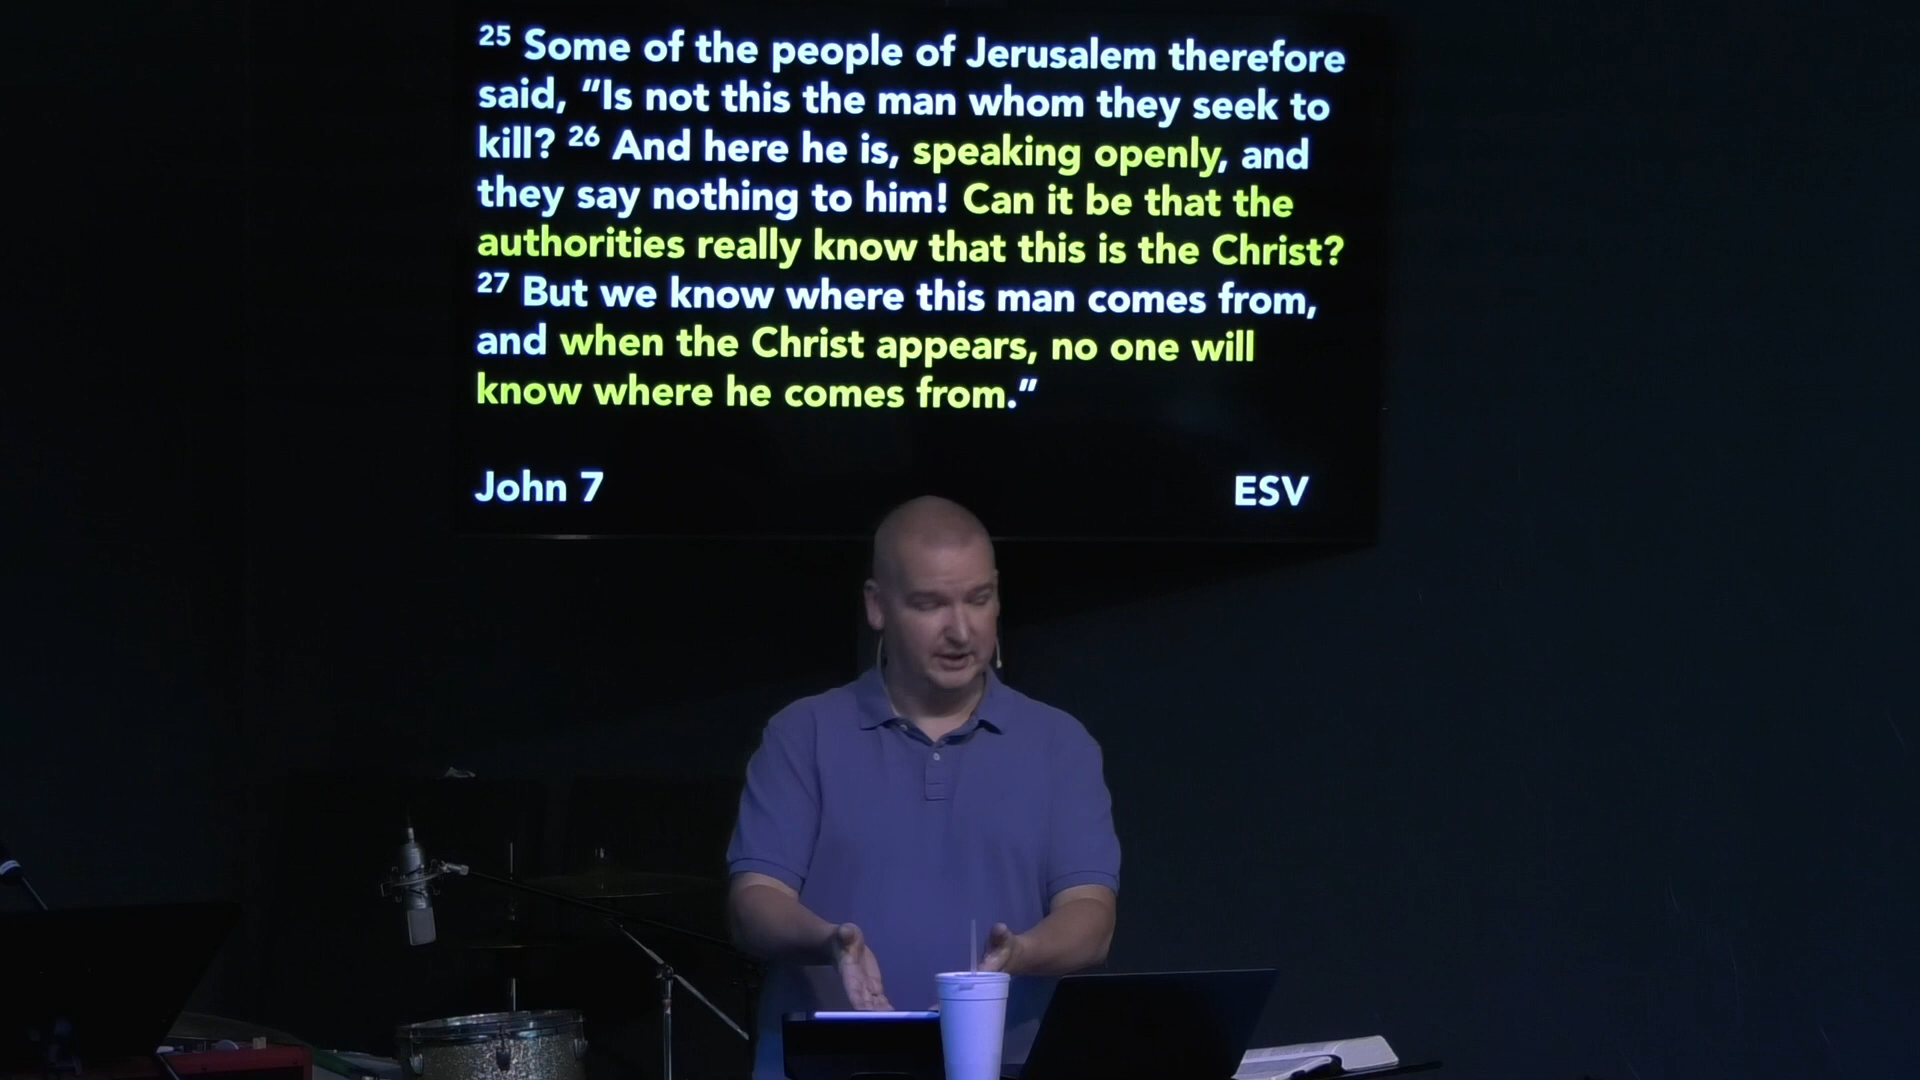 25 Some of the people of Jerusalem therefore
said, “Is not this the man whom they seek to
kill? 26 And here he is, speaking openly, and
they say nothing to him! Can it be that the
authorities really know that this is the Christ?
27 But we know where this man comes from,
and when the Christ appears, no one will
know where he comes from.”
John 7 ESV